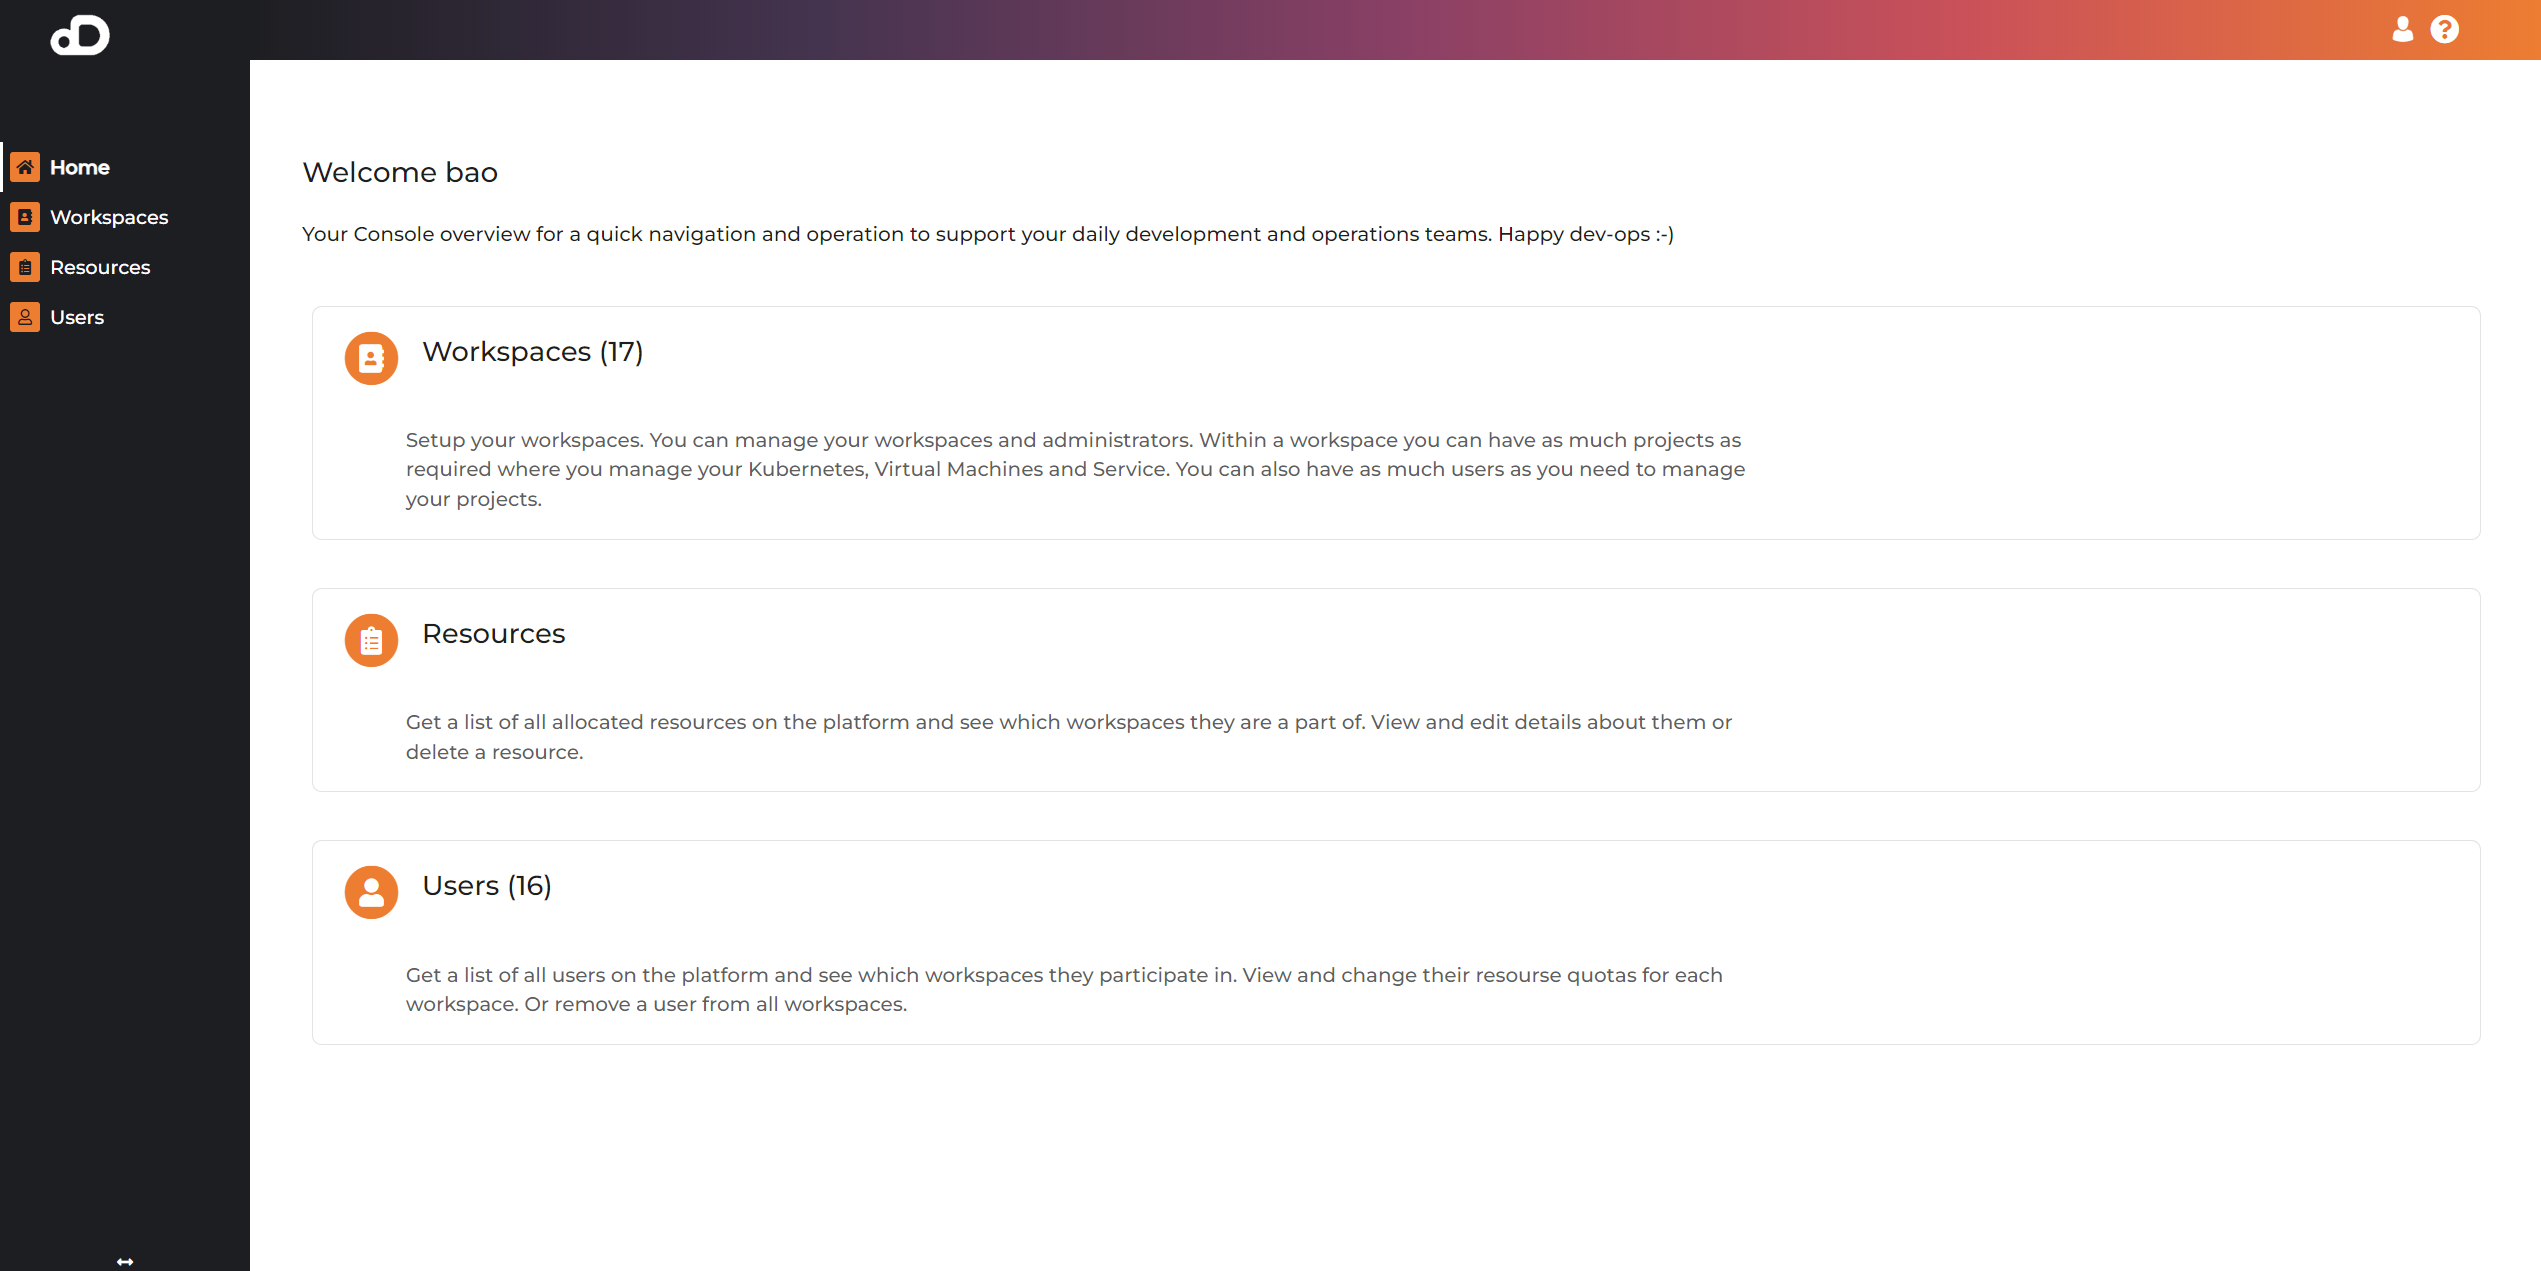 Home
Workspaces
Resources
Users
Welcome bao
Your Console overview for a quick navigation and operation to support your daily development and operations teams. Happy dev-ops :-)
Workspaces (17)
Setup your workspaces. You can manage your workspaces and administrators. Within a workspace you can have as much projects as
required where you manage your Kubernetes, Virtual Machines and Service. You can also have as much users as you need to manage
your projects.
Resources
Get a list of all allocated resources on the platform and see which workspaces they are a part of. View and edit details about them or
delete a resource.
Users (16)
Get a list of all users on the platform and see which workspaces they participate in. View and change their resourse quotas for each
workspace. Or remove a user from all workspaces.